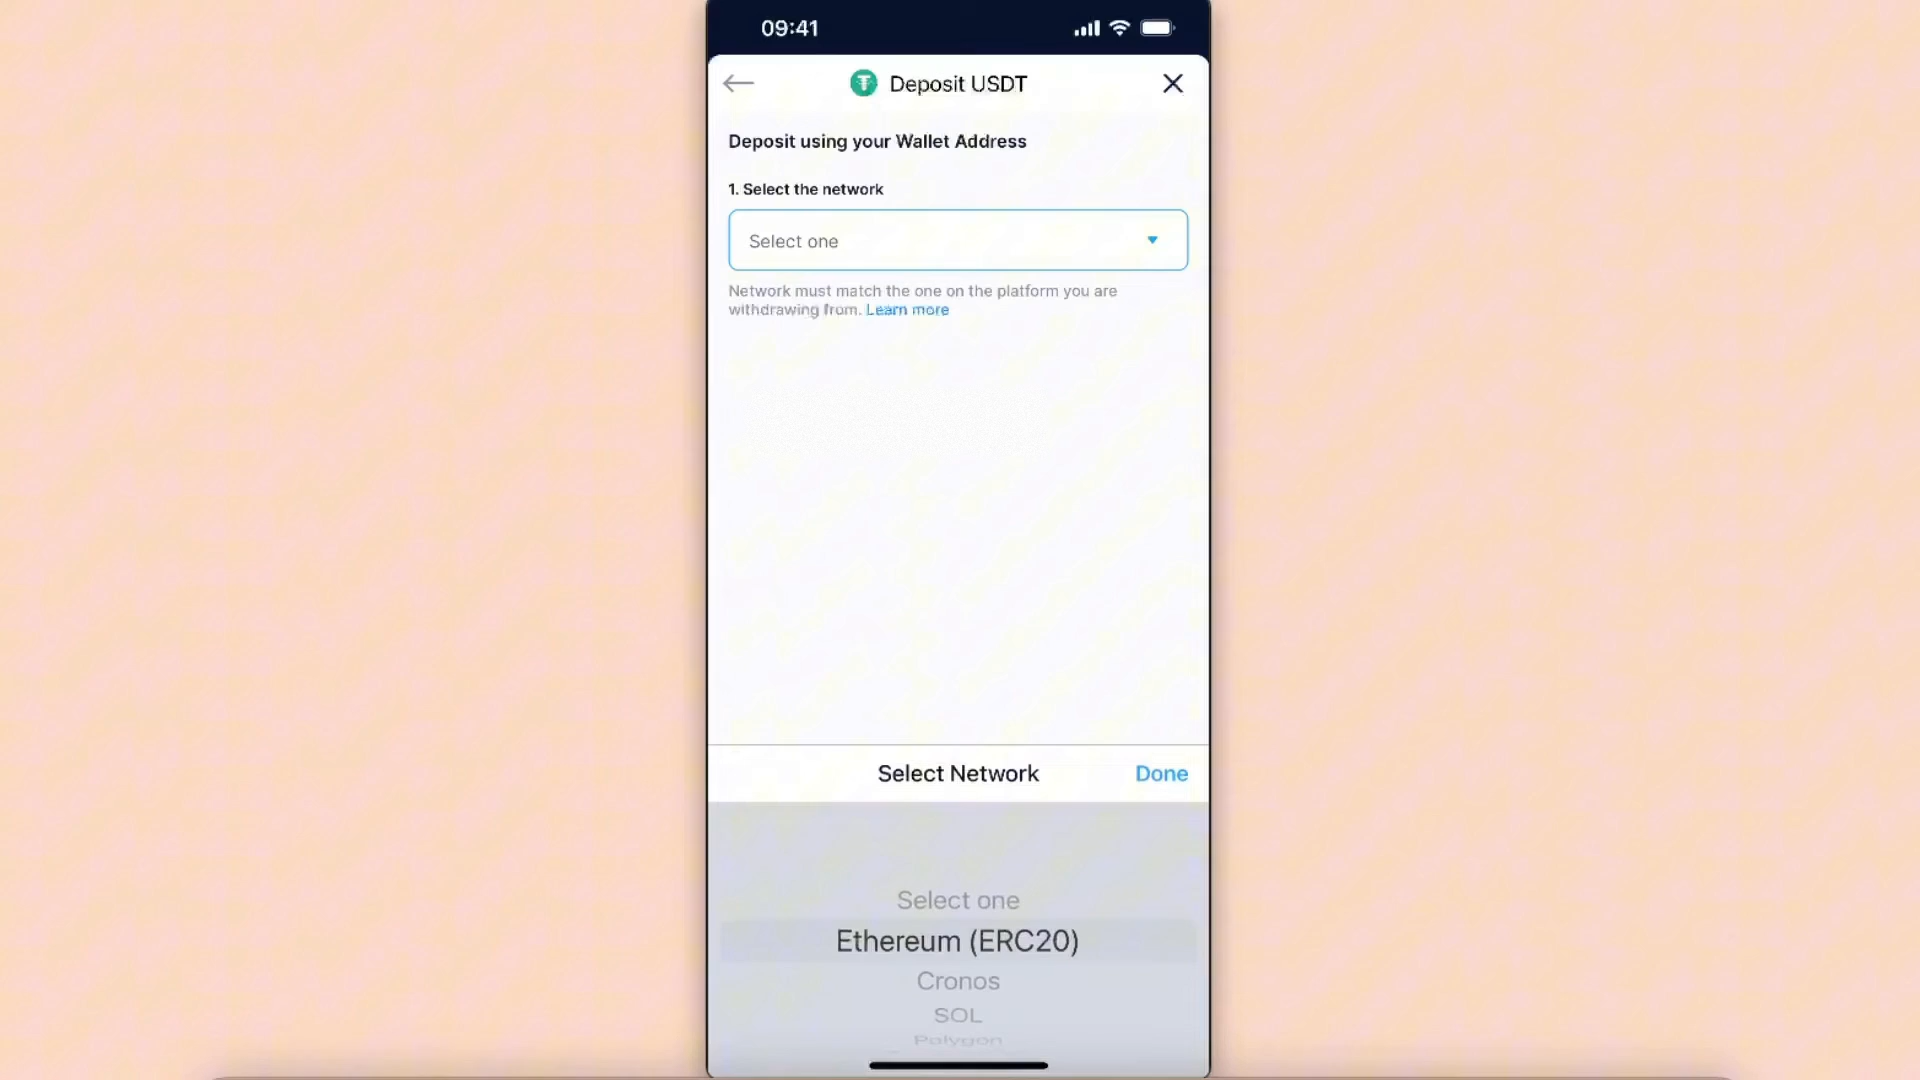 09:41
Deposit USDT
Deposit using your Wallet Address
1. Select the network
Select one
Network must match the one on the platform you are
withdrawing from. Learn more
Select Network
Done
Select one
Ethereum (ERC20)
Cronos
SOL
Polygon